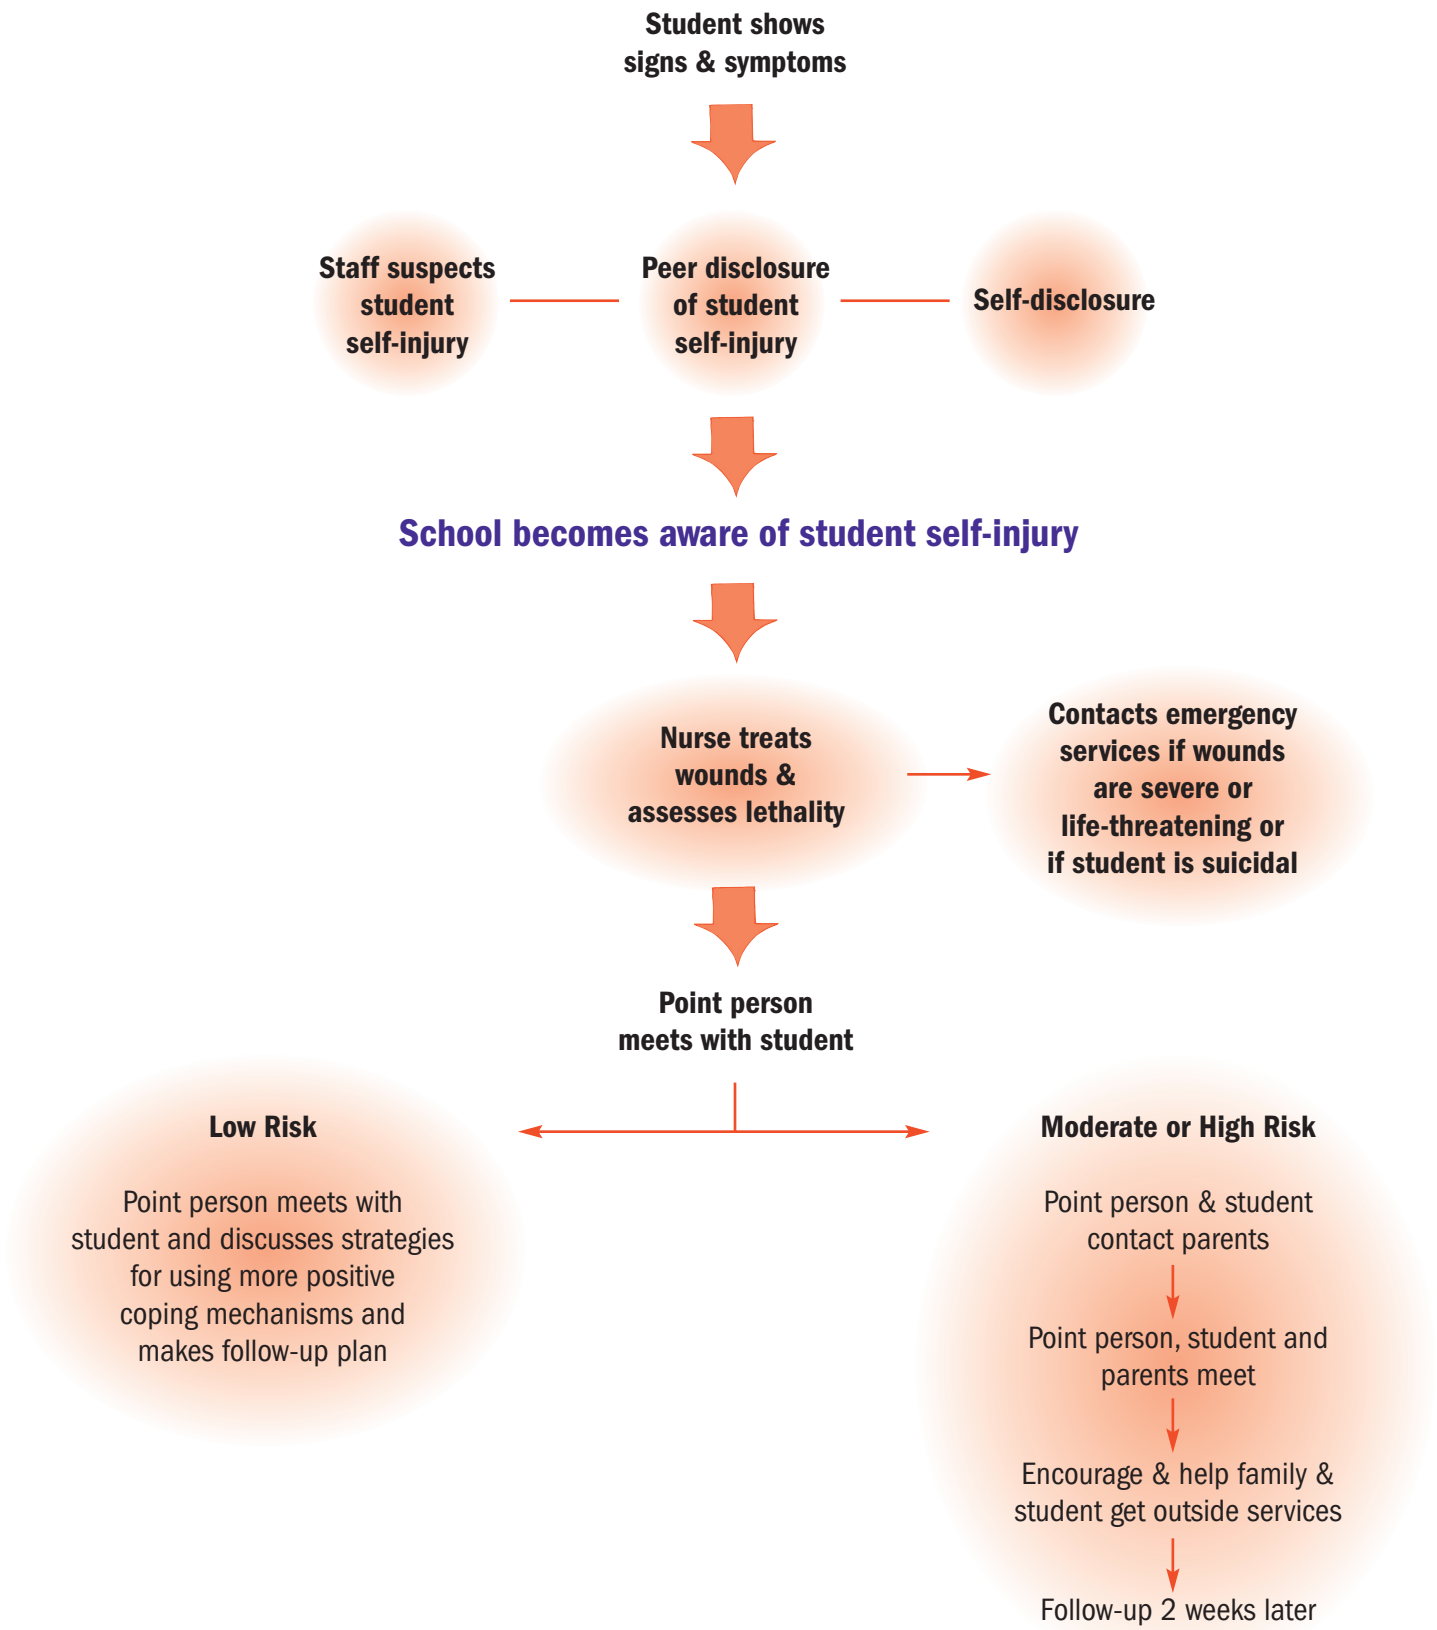 Student shows
signs & symptoms
Staff suspects
student
self-injury
Peer disclosure
of student
self-injury
Self-disclosure
School becomes aware of student self-injury
Nurse treats
wounds &
assesses lethality
Contacts emergency
services if wounds
are severe or
life-threatening or
if student is suicidal
Point person
meets with student
Low Risk
Point person meets with
student and discusses strategies
for using more positive
coping mechanisms and
makes follow-up plan
Moderate or High Risk
Point person & student
contact parents
Point person, student and
parents meet
Encourage & help family &
student get outside services
Follow-up 2 weeks later